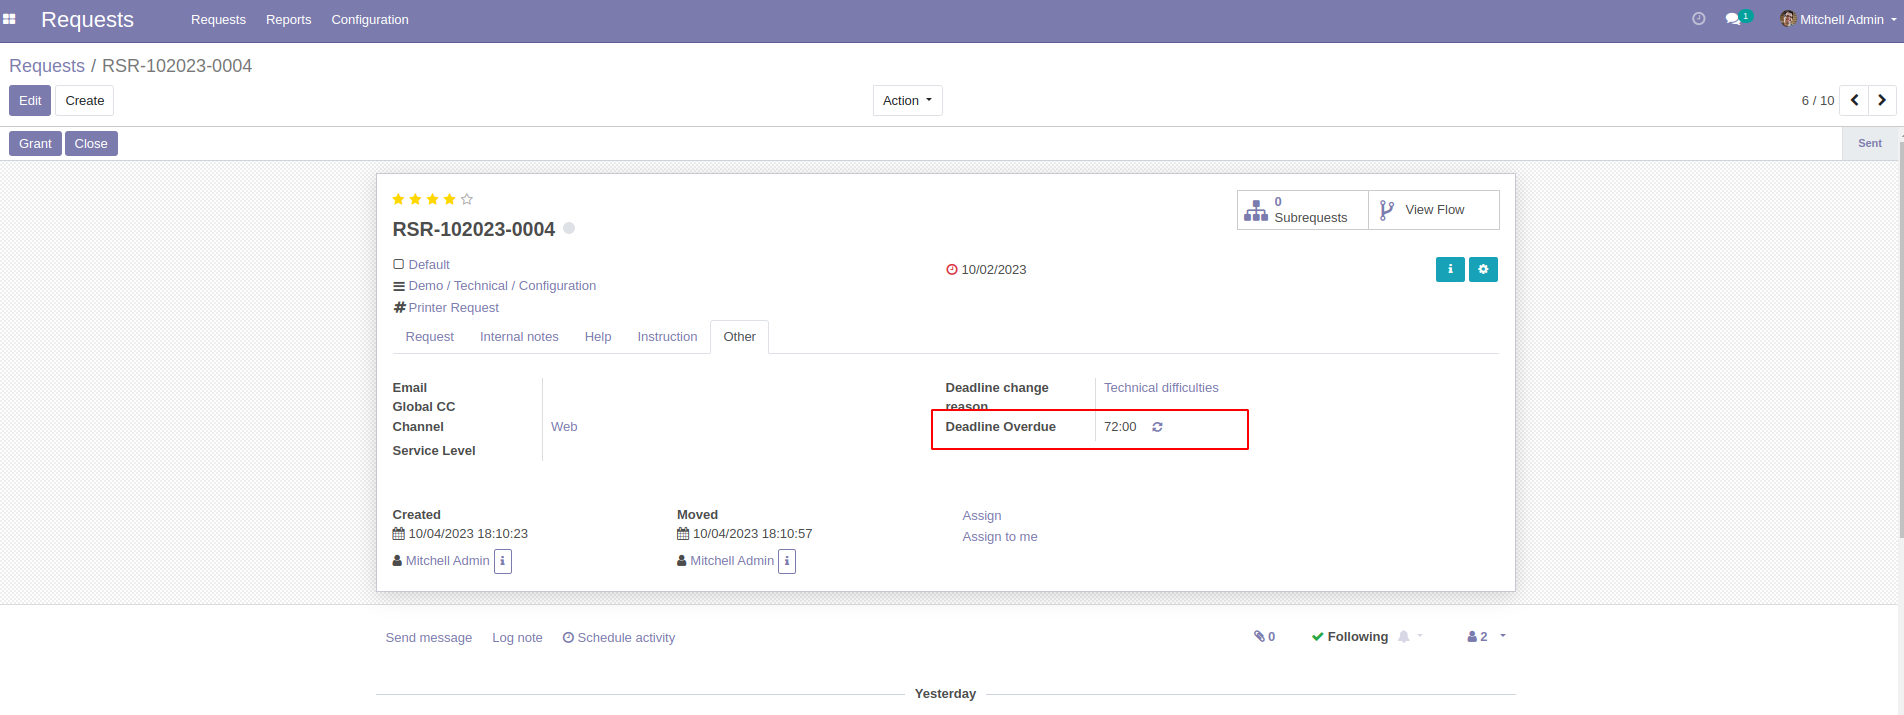 Requests Requests Reports Configuration 1 Mitchell Admin
Requests / RSR-102023-0004
Edit Create Action 6 / 10
Grant Close Sent
0
Subrequests View Flow
RSR-102023-0004
Default 10/02/2023
Demo / Technical / Configuration
Printer Request
Request Internal notes Help Instruction Other
Email
Global CC
Channel Web
Service Level
Deadline change reason Technical difficulties
Deadline Overdue 72:00
Created
10/04/2023 18:10:23
Mitchell Admin i
Moved
10/04/2023 18:10:57
Mitchell Admin i
Assign
Assign to me
Send message Log note Schedule activity 0 Following 2
Yesterday